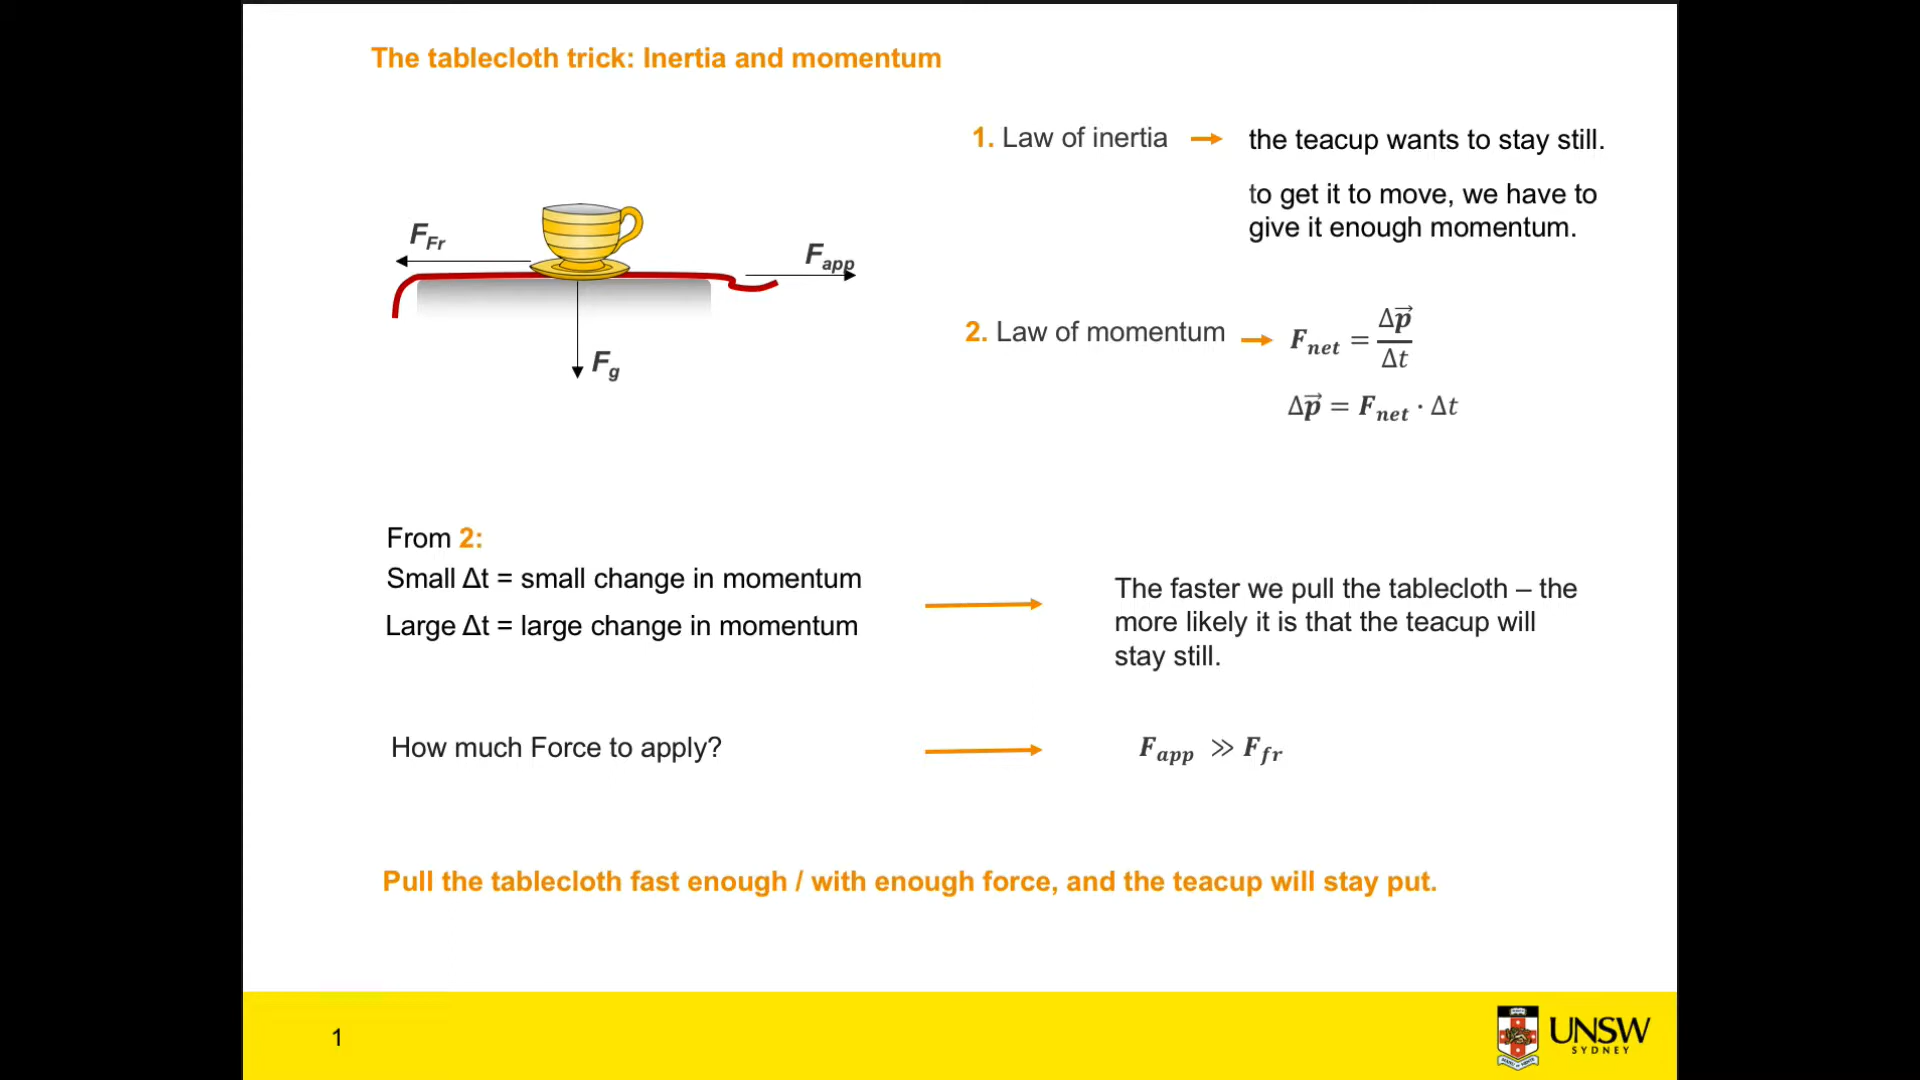 The tablecloth trick: Inertia and momentum
1. Law of inertia → the teacup wants to stay still.
to get it to move, we have to
give it enough momentum.
F_Fr
F_app
F_g
2. Law of momentum → F_net = Δp⃗/Δt
Δp⃗ = F_net · Δt
From 2:
Small Δt = small change in momentum
Large Δt = large change in momentum
The faster we pull the tablecloth – the
more likely it is that the teacup will
stay still.
How much Force to apply?
F_app ≫ F_fr
Pull the tablecloth fast enough / with enough force, and the teacup will stay put.
1
UNSW
SYDNEY